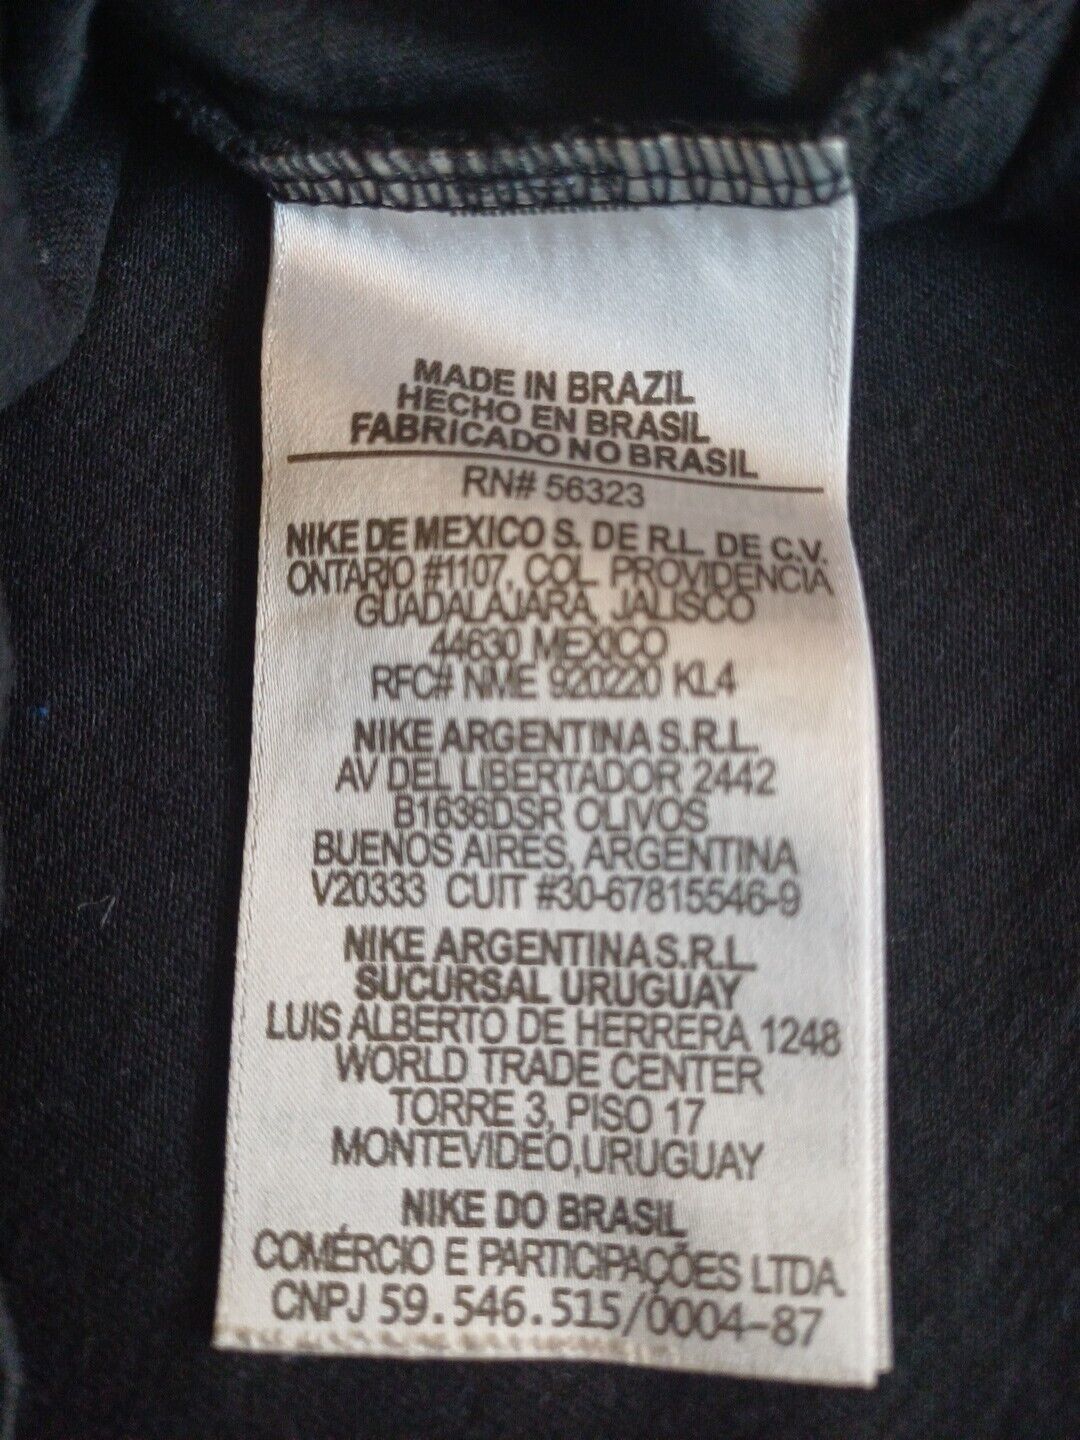 MADE IN BRAZIL
HECHO EN BRASIL
FABRICADO NO BRASIL
RN# 56323
NIKE DE MEXICO S. DE R.L. DE C.V.
ONTARIO #1107, COL. PROVIDENCIA
GUADALAJARA, JALISCO
44630 MEXICO
RFC# NME 920220 KL4
NIKE ARGENTINA S.R.L.
AV DEL LIBERTADOR 2442
B1636DSR OLIVOS
BUENOS AIRES, ARGENTINA
V20333 CUIT #30-67815546-9
NIKE ARGENTINA S.R.L.
SUCURSAL URUGUAY
LUIS ALBERTO DE HERRERA 1248
WORLD TRADE CENTER
TORRE 3, PISO 17
MONTEVIDEO,URUGUAY
NIKE DO BRASIL
COMÉRCIO E PARTICIPAÇÕES LTDA.
CNPJ 59.546.515/0004-87